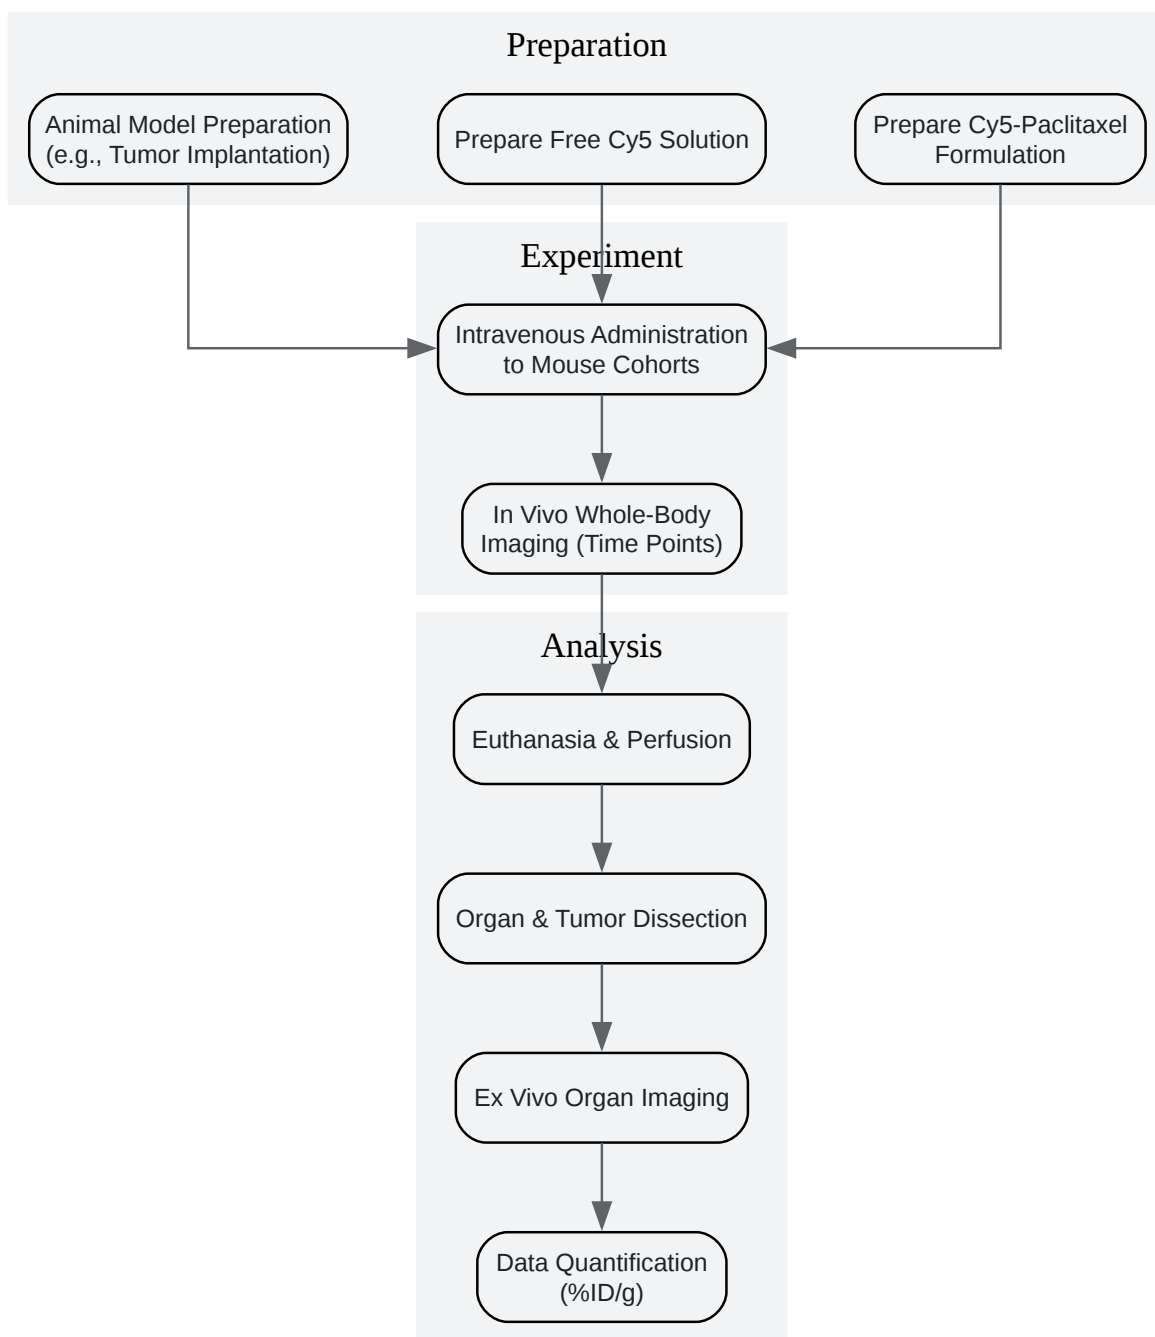 Preparation
Animal Model Preparation
(e.g., Tumor Implantation)
Prepare Free Cy5 Solution
Prepare Cy5-Paclitaxel
Formulation
Experiment
Intravenous Administration
to Mouse Cohorts
In Vivo Whole-Body
Imaging (Time Points)
Analysis
Euthanasia & Perfusion
Organ & Tumor Dissection
Ex Vivo Organ Imaging
Data Quantification
(%ID/g)